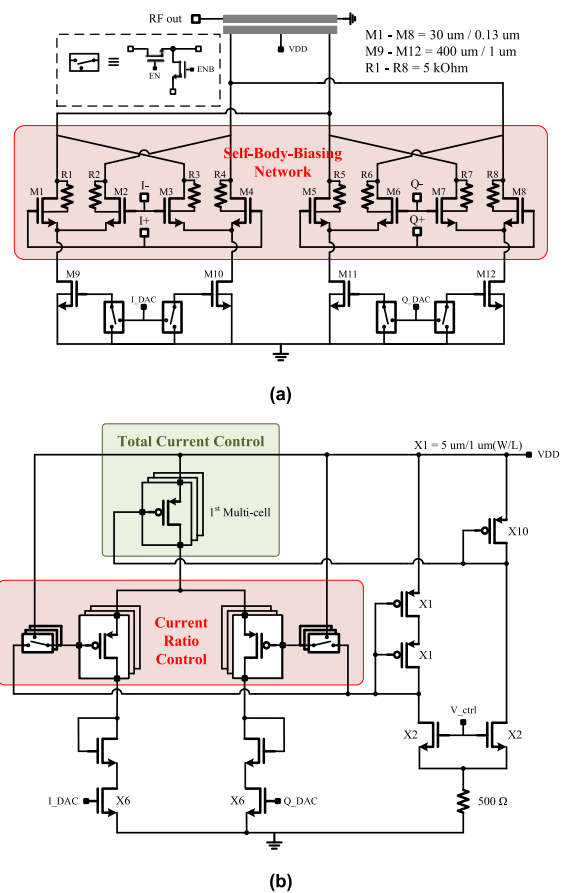 RF out
VDD
M1 - M8 = 30 um / 0.13 um
M9 - M12 = 400 um / 1 um
R1 - R8 = 5 kOhm
≡
EN
ENB
Self-Body-Biasing
Network
M1
R1
R2
M2
I-
I+
M3
R3
R4
M4
M5
R5
R6
M6
Q-
Q+
M7
R7
R8
M8
M9
I_DAC
M10
M11
Q_DAC
M12
(a)
Total Current Control
1st Multi-cell
X1 = 5 um/1 um(W/L)
VDD
X10
Current
Ratio
Control
X1
X1
V_ctrl
X2
X2
500 Ω
I_DAC
X6
X6
Q_DAC
(b)